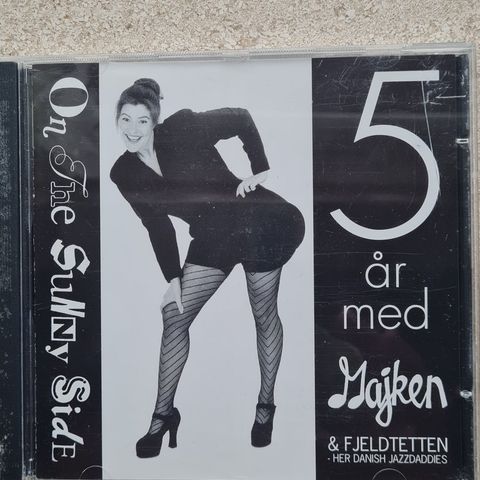 On The Sunny Side
5
år
med
Majken
& FJELDTETTEN
- HER DANISH JAZZDADDIES